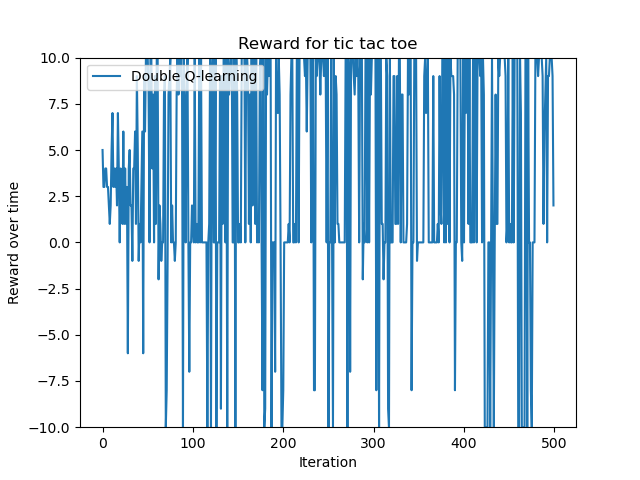 Reward for tic tac toe
Double Q-learning
Reward over time
10.0
7.5
5.0
2.5
0.0
−2.5
−5.0
−7.5
−10.0
0 100 200 300 400 500
Iteration